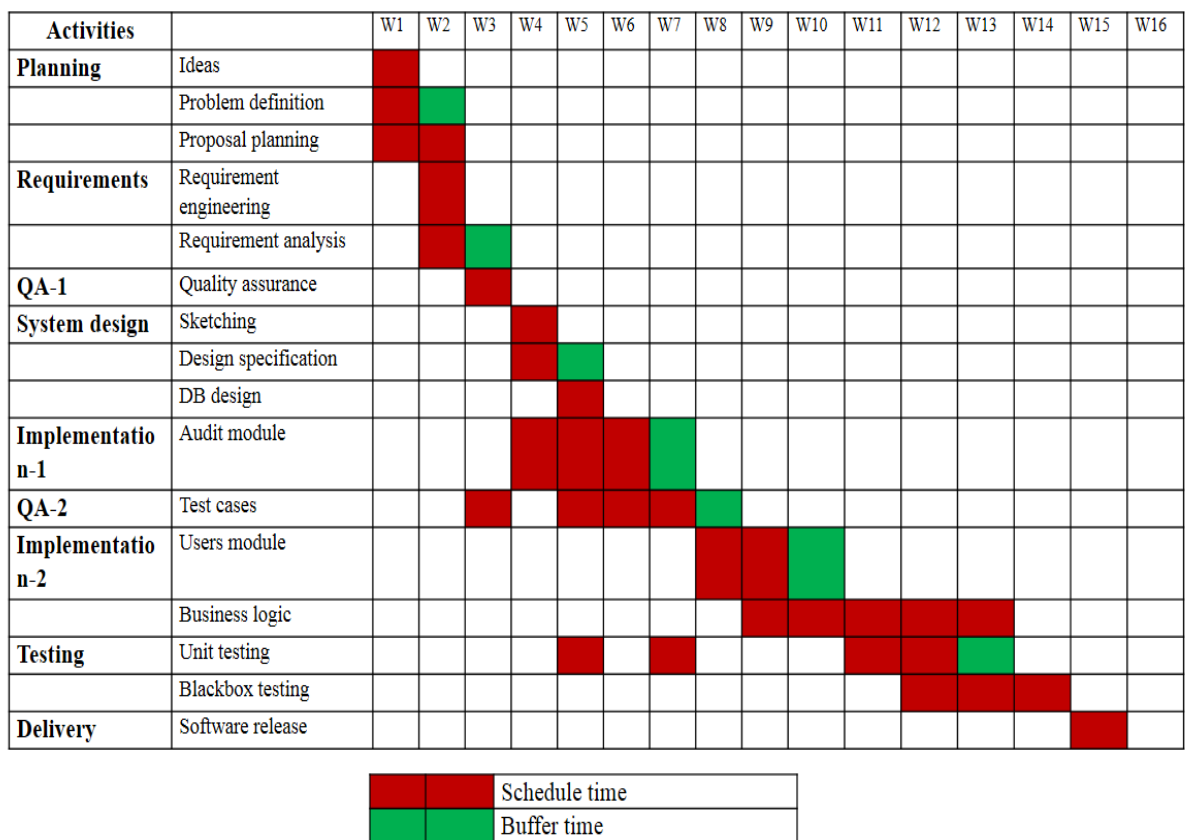 Activities W1 W2 W3 W4 W5 W6 W7 W8 W9 W10 W11 W12 W13 W14 W15 W16
Planning Ideas
Problem definition
Proposal planning
Requirements Requirement
engineering
Requirement analysis
QA-1 Quality assurance
System design Sketching
Design specification
DB design
Implementatio Audit module
n-1
QA-2 Test cases
Implementatio Users module
n-2
Business logic
Testing Unit testing
Blackbox testing
Delivery Software release
Schedule time
Buffer time